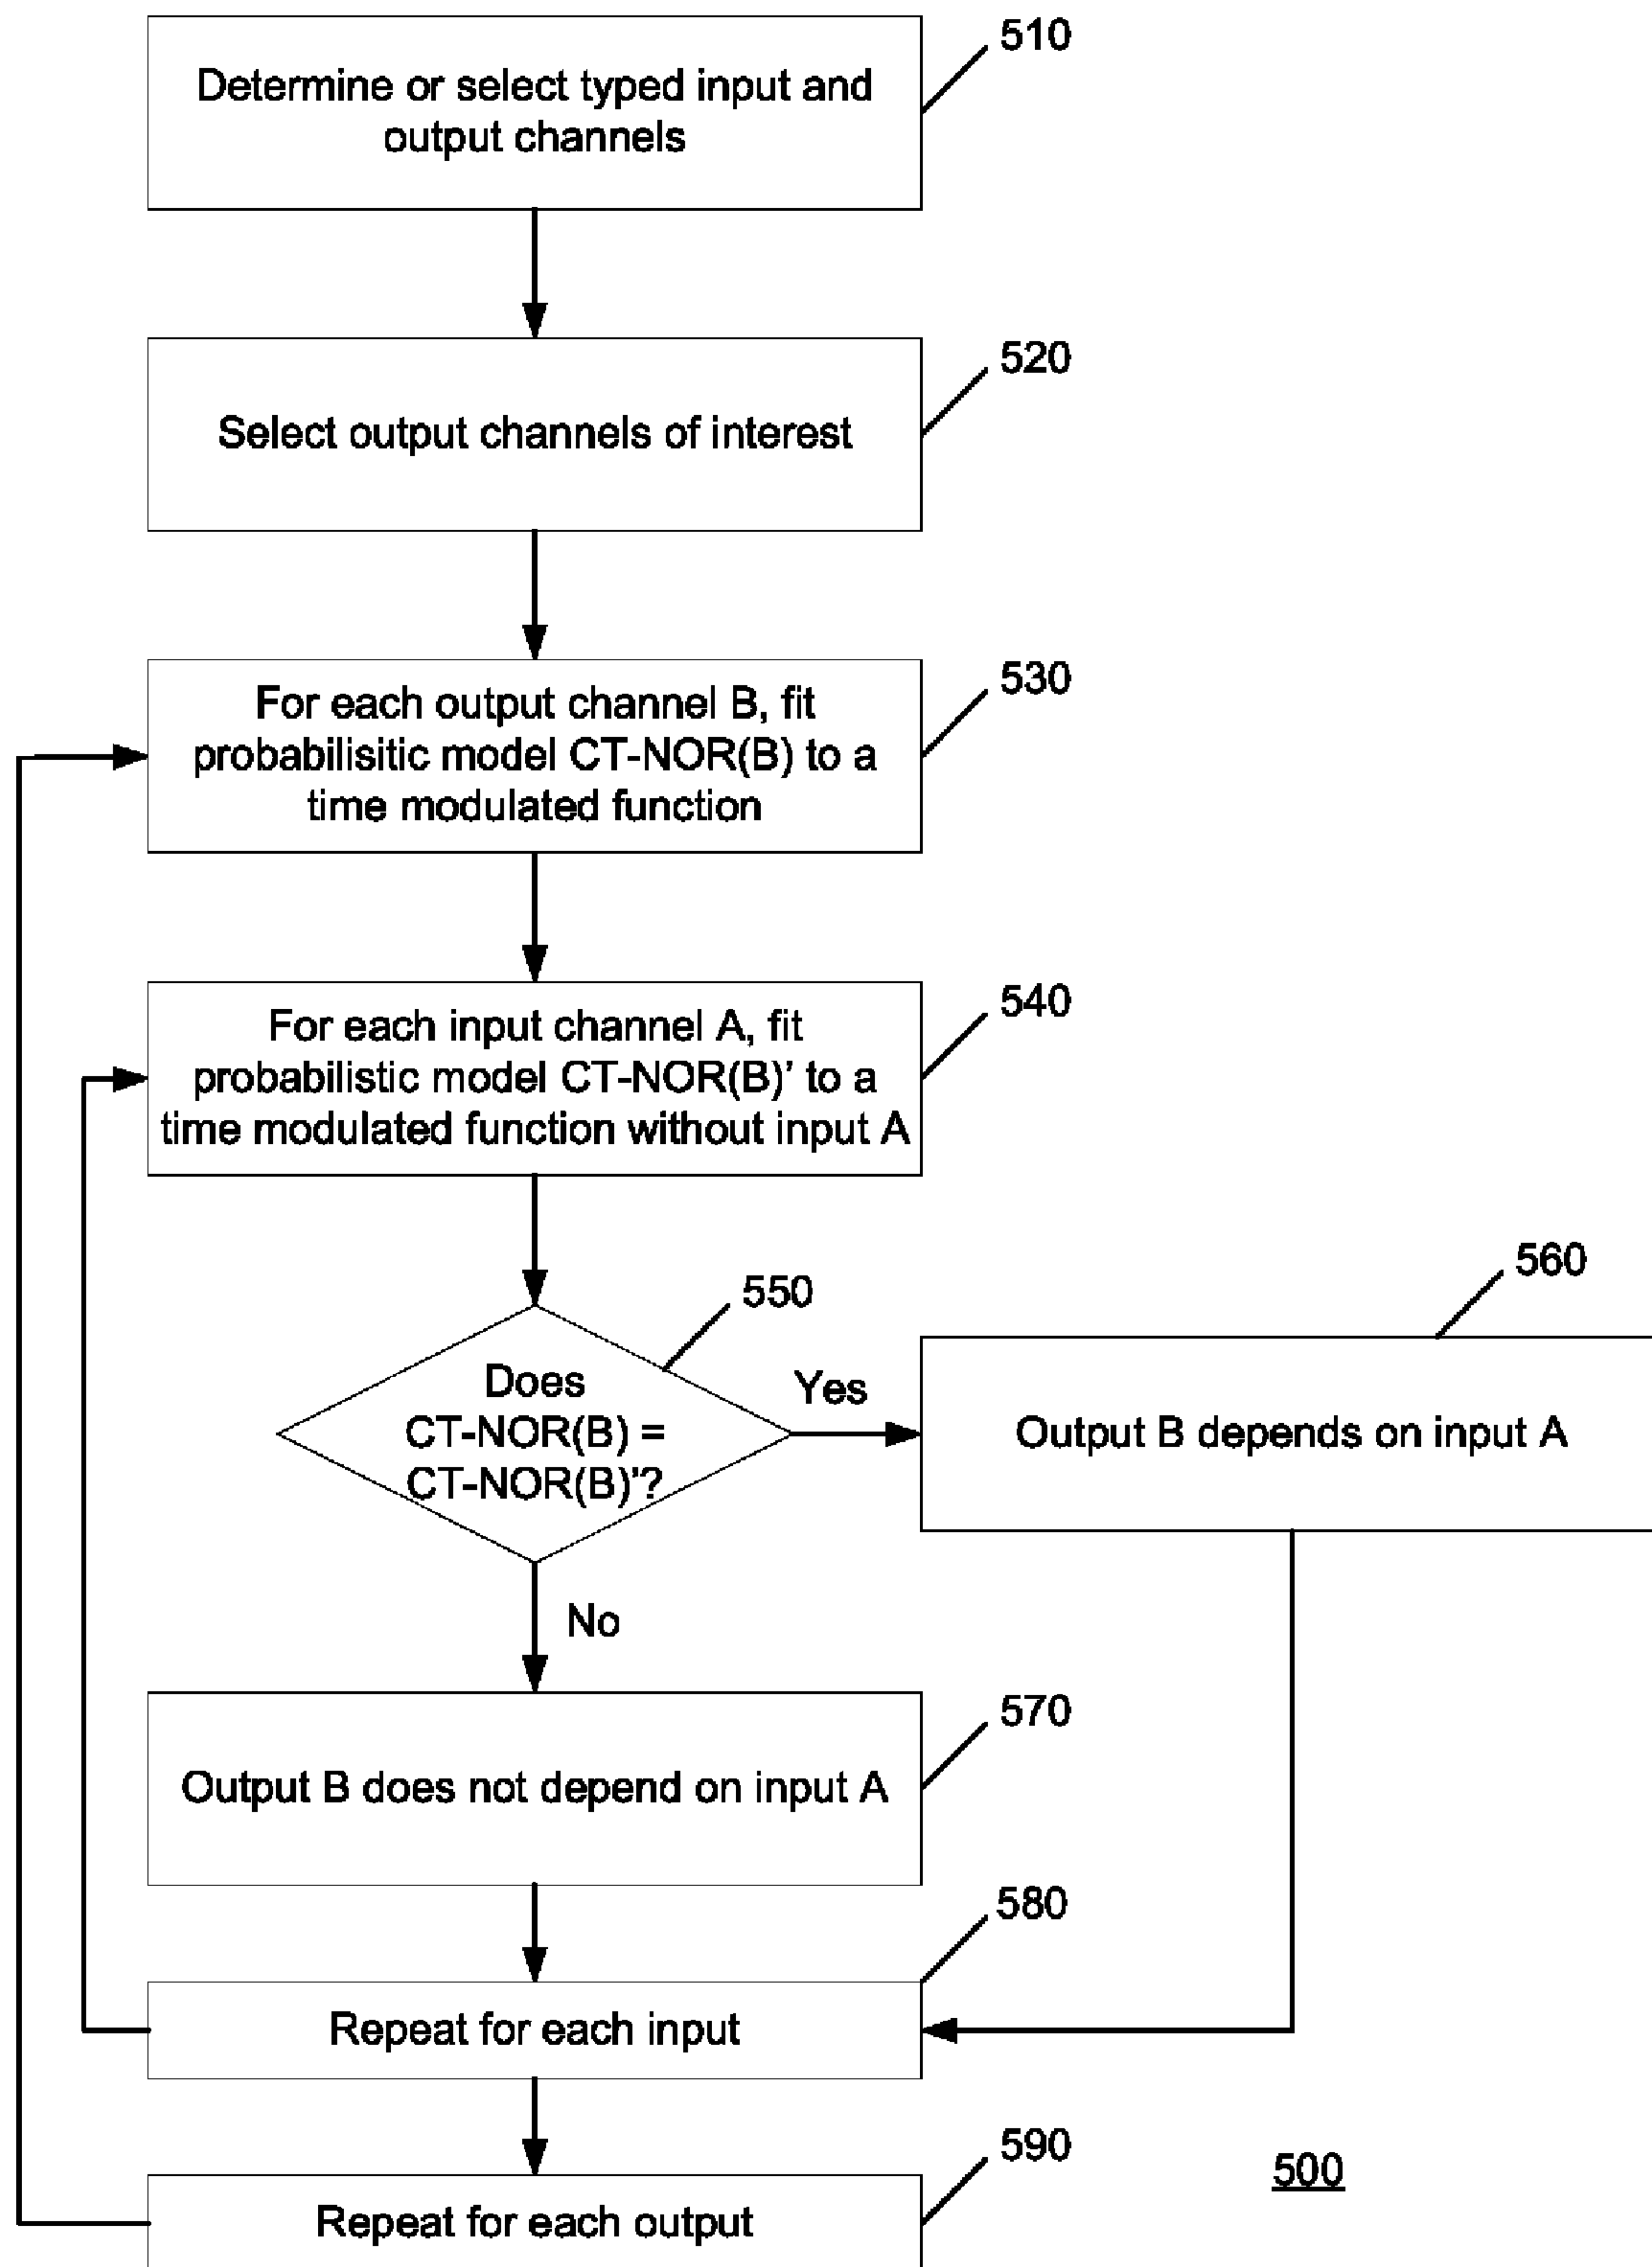 510
Determine or select typed input and
output channels
520
Select output channels of interest
530
For each output channel B, fit
probabilisitic model CT-NOR(B) to a
time modulated function
540
For each input channel A, fit
probabilistic model CT-NOR(B)' to a
time modulated function without input A
550
560
Does
CT-NOR(B) =
CT-NOR(B)'?
Yes
Output B depends on input A
No
570
Output B does not depend on input A
580
Repeat for each input
590
500
Repeat for each output